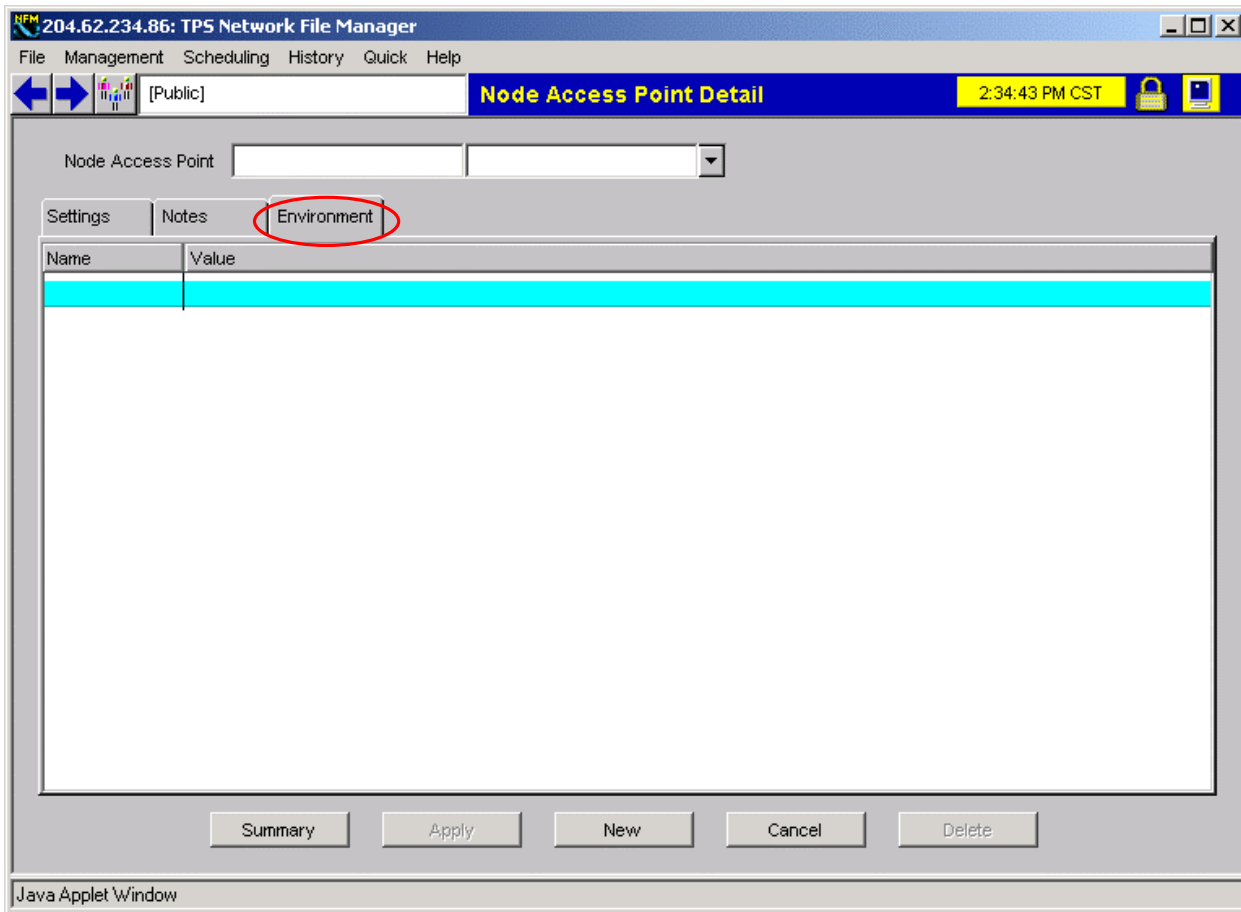 NFM 204.62.234.86: TPS Network File Manager
File Management Scheduling History Quick Help
[Public] Node Access Point Detail 2:34:43 PM CST
Node Access Point
Settings Notes Environment
Name Value
Summary Apply New Cancel Delete
Java Applet Window